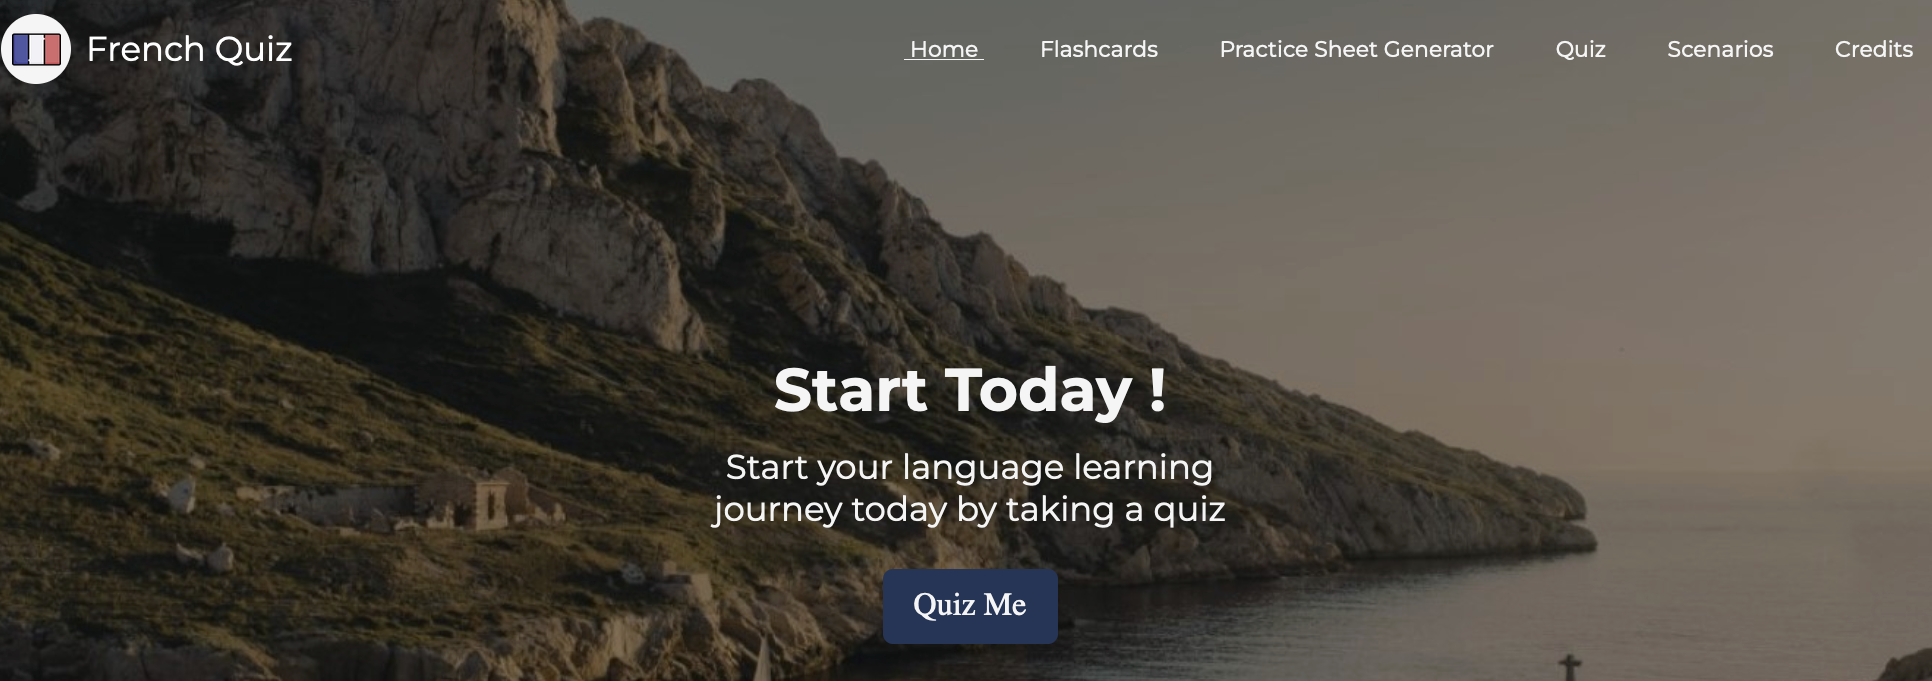 French Quiz
Home Flashcards Practice Sheet Generator Quiz Scenarios Credits
Start Today !
Start your language learning
journey today by taking a quiz
Quiz Me